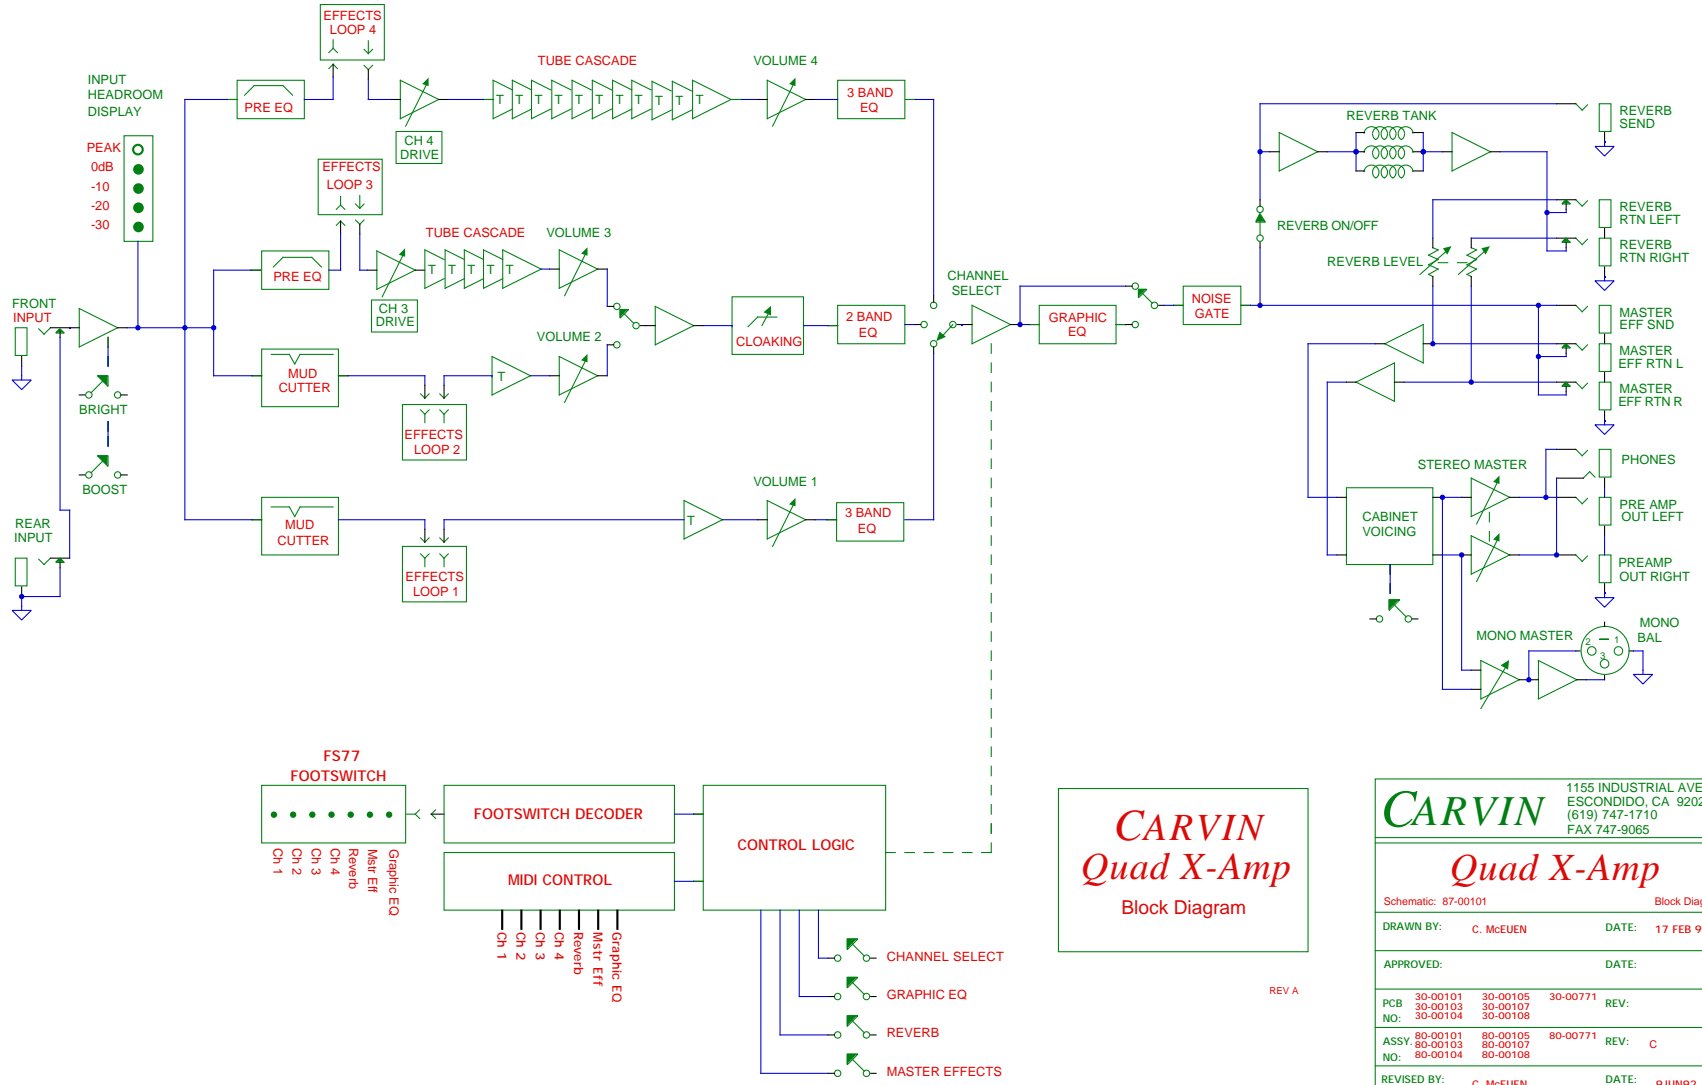 EFFECTS
LOOP 4
INPUT
HEADROOM
DISPLAY
TUBE CASCADE
VOLUME 4
PRE EQ
T T T T T T T T T T T
3 BAND
EQ
CH 4
DRIVE
PEAK
0dB
-10
-20
-30
EFFECTS
LOOP 3
TUBE CASCADE
VOLUME 3
PRE EQ
T T T T T
CH 3
DRIVE
FRONT
INPUT
VOLUME 2
CLOAKING
2 BAND
EQ
CHANNEL
SELECT
GRAPHIC
EQ
NOISE
GATE
MUD
CUTTER
T
BRIGHT
EFFECTS
LOOP 2
BOOST
VOLUME 1
REAR
INPUT
MUD
CUTTER
T
3 BAND
EQ
EFFECTS
LOOP 1
REVERB TANK
REVERB
SEND
REVERB ON/OFF
REVERB
RTN LEFT
REVERB LEVEL
REVERB
RTN RIGHT
MASTER
EFF SND
MASTER
EFF RTN L
MASTER
EFF RTN R
STEREO MASTER
PHONES
CABINET
VOICING
PRE AMP
OUT LEFT
PREAMP
OUT RIGHT
MONO MASTER
MONO
BAL
2 1
3
FS77
FOOTSWITCH
Ch 1
Ch 2
Ch 3
Ch 4
Reverb
Mstr Eff
Graphic EQ
FOOTSWITCH DECODER
MIDI CONTROL
Ch 1
Ch 2
Ch 3
Ch 4
Reverb
Mstr Eff
Graphic EQ
CONTROL LOGIC
CHANNEL SELECT
GRAPHIC EQ
REVERB
MASTER EFFECTS
CARVIN
Quad X-Amp
Block Diagram
REV A
CARVIN
1155 INDUSTRIAL AVE
ESCONDIDO, CA 9202
(619) 747-1710
FAX 747-9065
Quad X-Amp
Schematic: 87-00101
Block Diag
DRAWN BY: C. McEUEN DATE: 17 FEB 9
APPROVED: DATE:
PCB NO: 30-00101 30-00105 30-00771 REV:
30-00103 30-00107
30-00104 30-00108
ASSY. NO: 80-00101 80-00105 80-00771 REV: C
80-00103 80-00107
80-00104 80-00108
REVISED BY: C. McEUEN DATE: 9JUN92